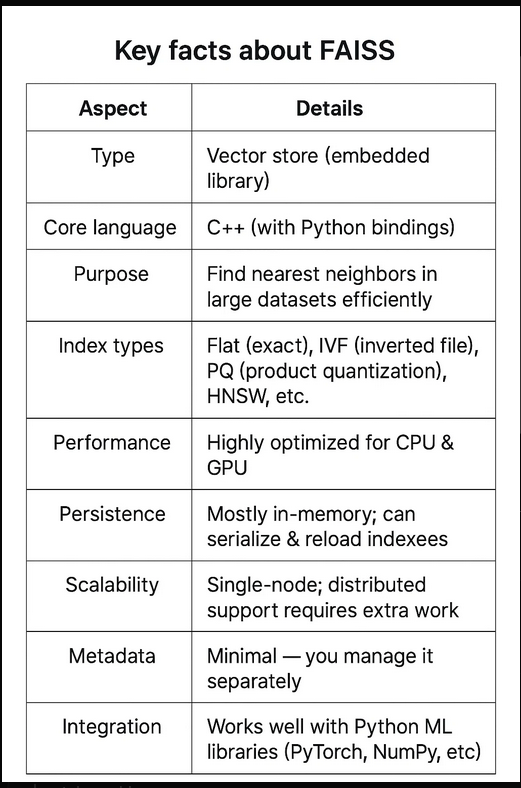 Key facts about FAISS
Aspect
Details
Type
Vector store (embedded
library)
Core language
C++ (with Python bindings)
Purpose
Find nearest neighbors in
large datasets efficiently
Index types
Flat (exact), IVF (inverted file),
PQ (product quantization),
HNSW, etc.
Performance
Highly optimized for CPU &
GPU
Persistence
Mostly in-memory; can
serialize & reload indexees
Scalability
Single-node; distributed
support requires extra work
Metadata
Minimal — you manage it
separately
Integration
Works well with Python ML
libraries (PyTorch, NumPy, etc)